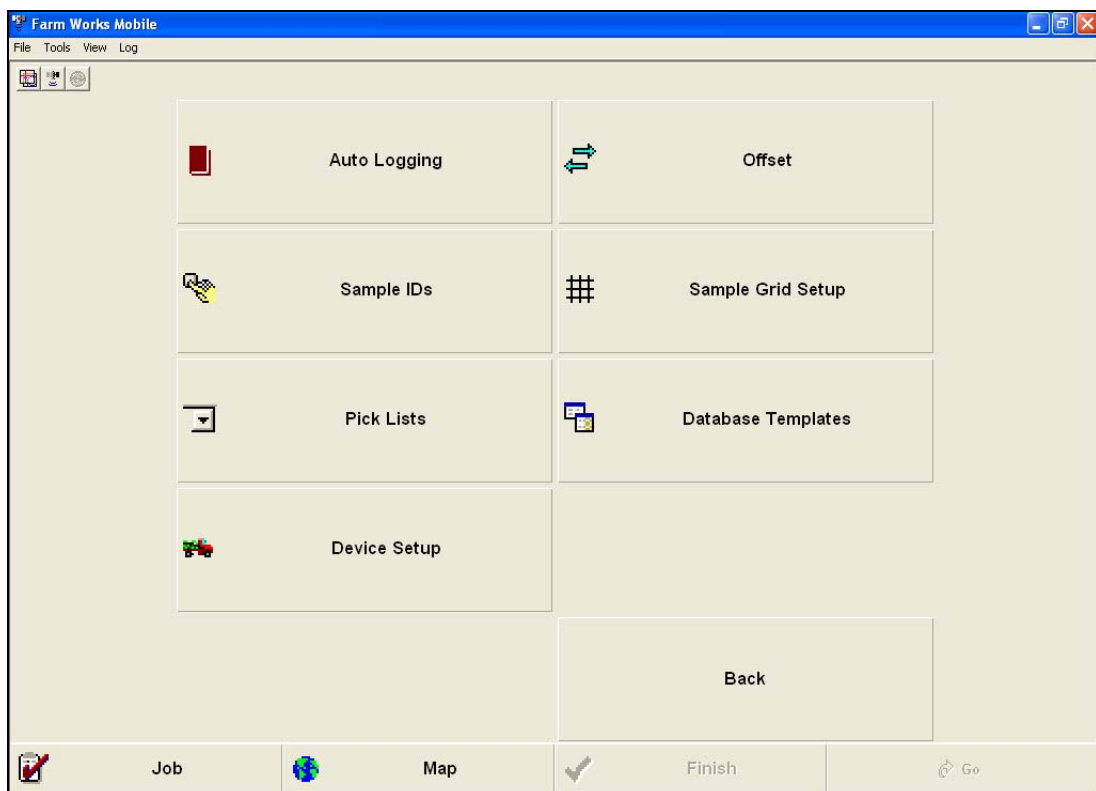 Farm Works Mobile
File Tools View Log
Auto Logging Offset
Sample IDs Sample Grid Setup
Pick Lists Database Templates
Device Setup
Back
Job Map Finish Go